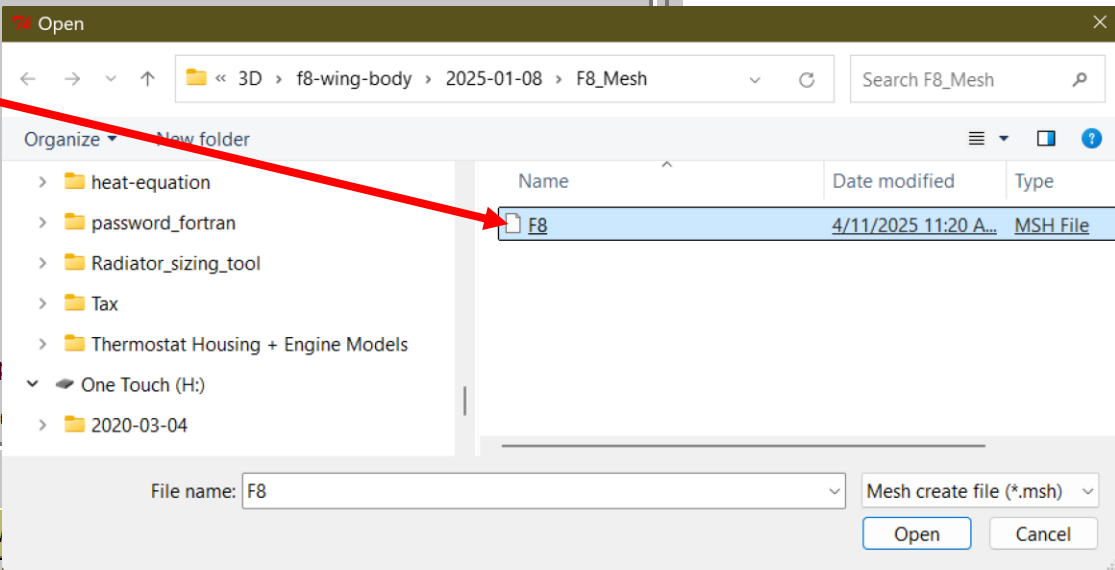 Open
« 3D › f8-wing-body › 2025-01-08 › F8_Mesh
Search F8_Mesh
Organize
New folder
?
Name
Date modified
Type
heat-equation
password_fortran
Radiator_sizing_tool
Tax
Thermostat Housing + Engine Models
One Touch (H:)
2020-03-04
F8
4/11/2025 11:20 A...
MSH File
File name:
F8
Mesh create file (*.msh)
Open
Cancel